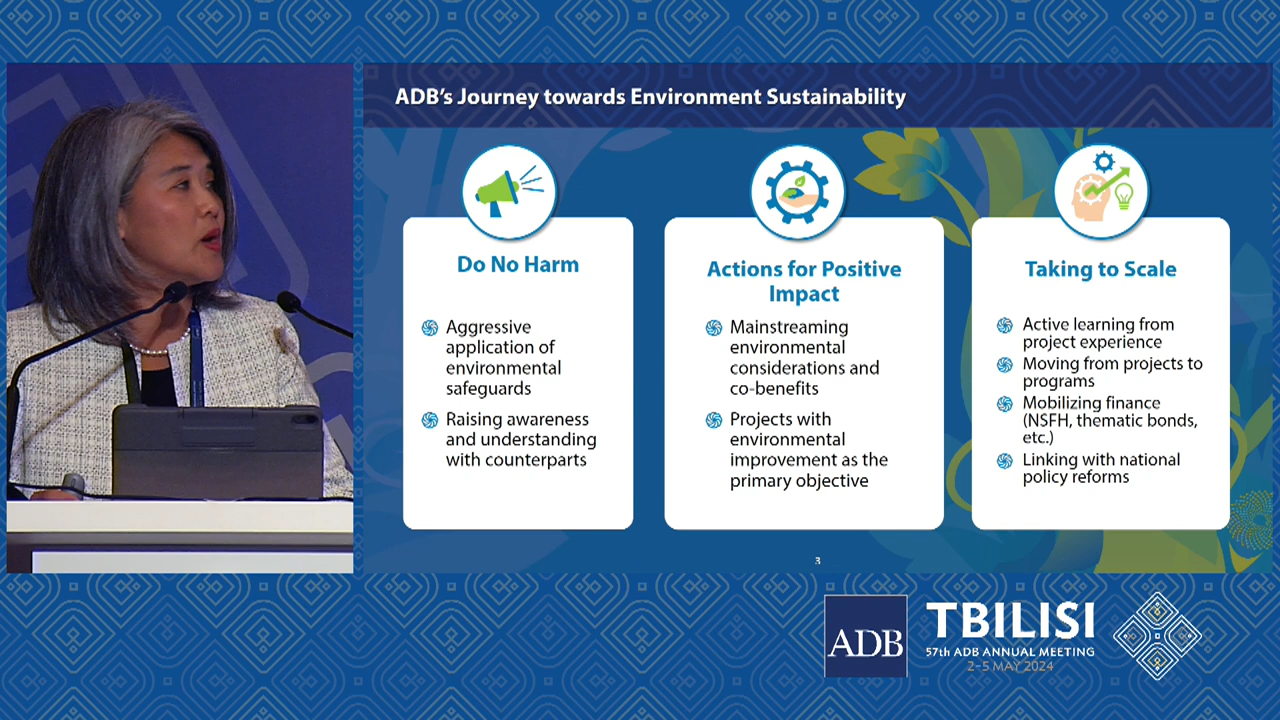 ADB's Journey towards Environment Sustainability
Do No Harm
Aggressive
application of
environmental
safeguards
Raising awareness
and understanding
with counterparts
Actions for Positive
Impact
Mainstreaming
environmental
considerations and
co-benefits
Projects with
environmental
improvement as the
primary objective
Taking to Scale
Active learning from
project experience
Moving from projects to
programs
Mobilizing finance
(NSFH, thematic bonds,
etc.)
Linking with national
policy reforms
3
ADB
TBILISI
57th ADB ANNUAL MEETING
2–5 MAY 2024